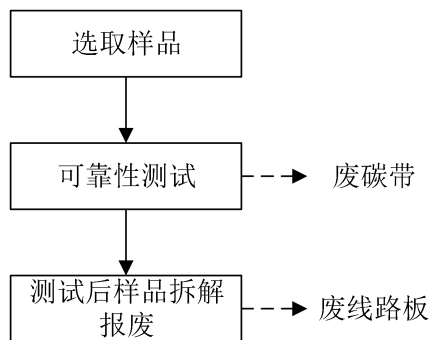 选取样品
可靠性测试
废碳带
测试后样品拆解
报废
废线路板